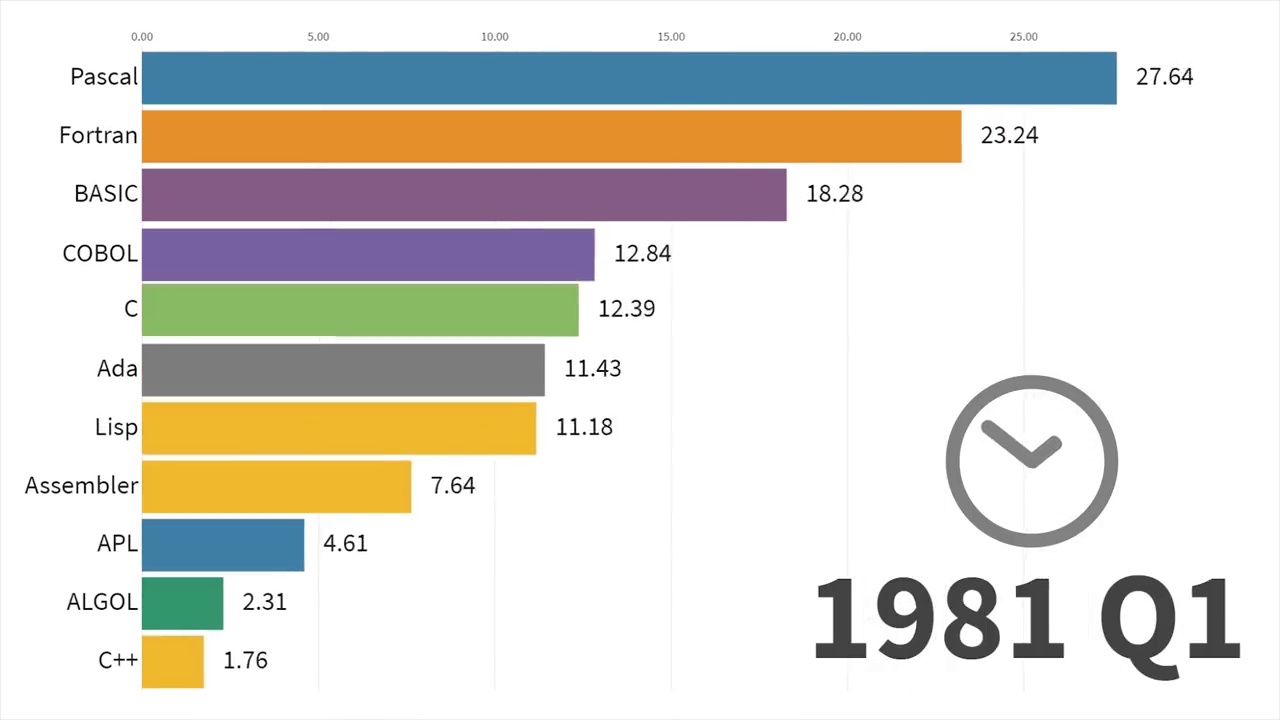 0.00 5.00 10.00 15.00 20.00 25.00
Pascal 27.64
Fortran 23.24
BASIC 18.28
COBOL 12.84
C 12.39
Ada 11.43
Lisp 11.18
Assembler 7.64
APL 4.61
ALGOL 2.31
C++ 1.76
1981 Q1